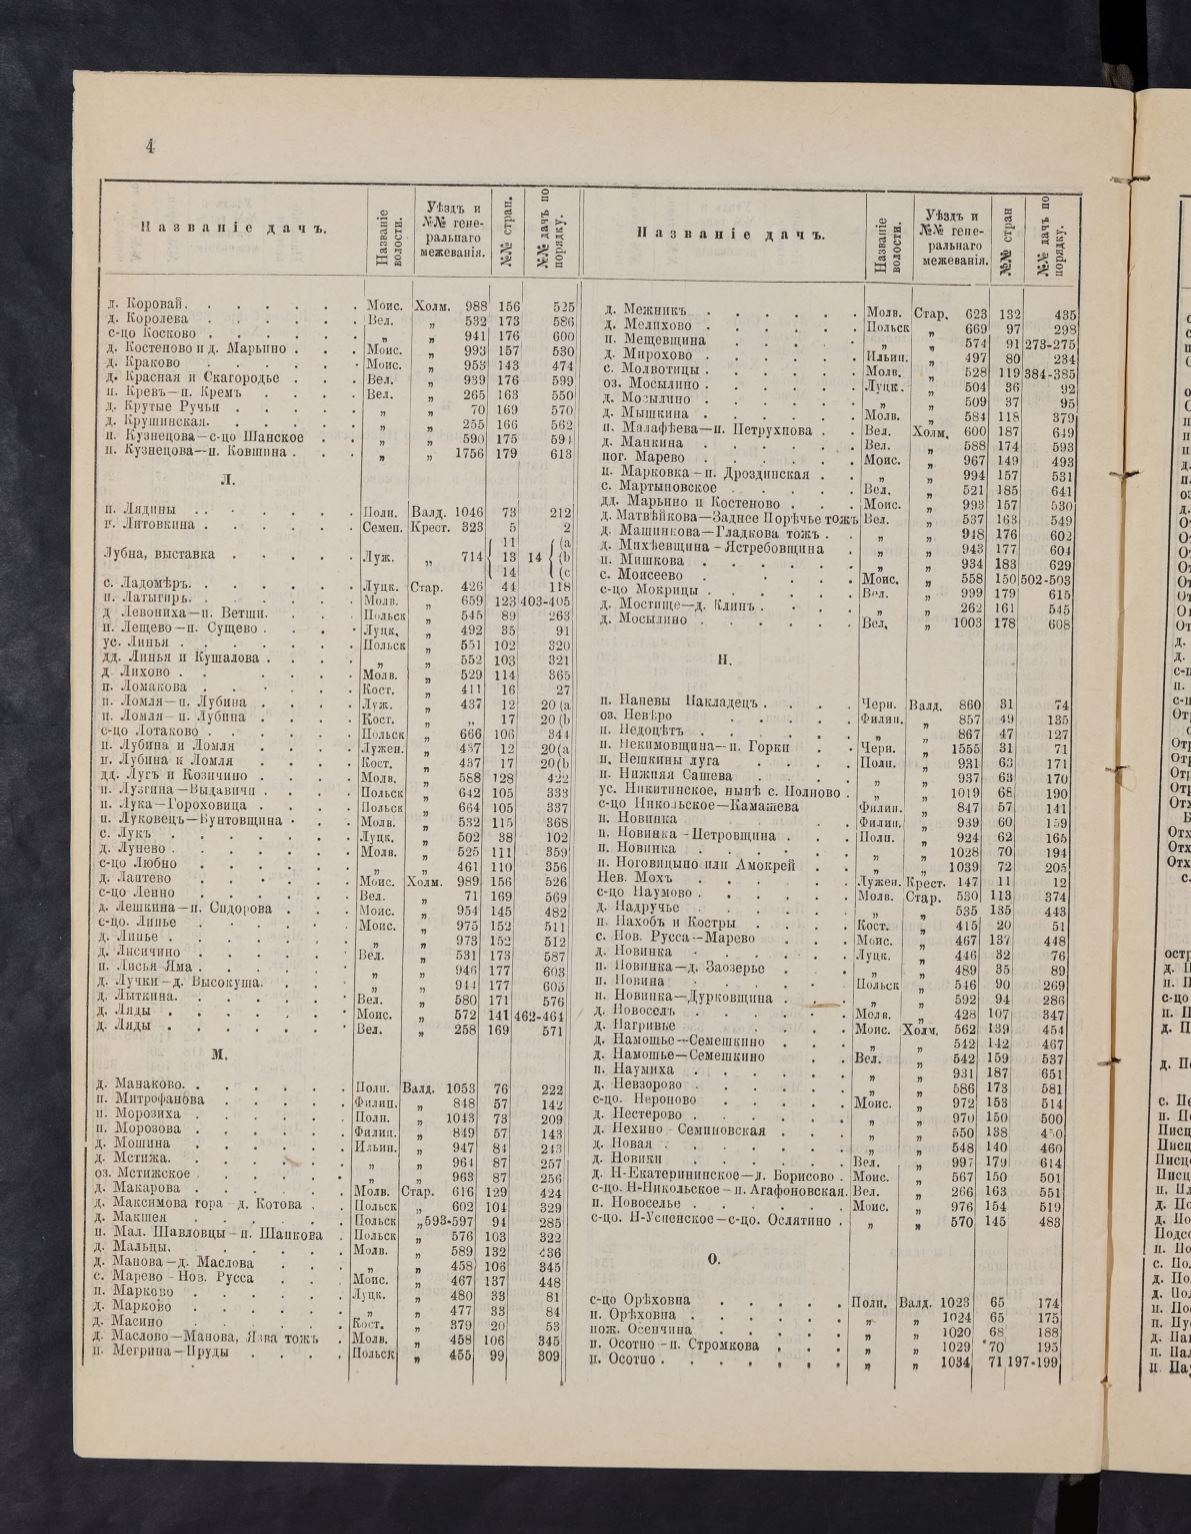 4
Названіе дачъ. Названіе волости. Уѣздъ и №№ гене-ральнаго межеванія. №№ стран. №№ дачъ по порядку.
д. Коровай. Моис. Холм. 988 156 525
д. Королева Вел. „ 532 173 586
с-цо Косково „ „ 941 176 600
д. Костеново и д. Марьино Моис. „ 993 157 530
д. Краково Моис. „ 953 143 474
д. Красная и Скагородье Вел. „ 939 176 599
п. Кревъ—п. Кремъ Вел. „ 265 163 550
д. Крутые Ручьи „ „ 70 169 570
д. Крушинская. „ „ 255 166 562
п. Кузнецова—с-цо Шанское „ „ 590 175 594
п. Кузнецова—п. Ковшина „ „ 1756 179 613
Л.
п. Лядины Полн. Валд. 1046 73 212
г. Литовкина Семен. Крест. 323 5 2
Лубна, выставка Луж. „ 714 { 11 13 14 14 { (a (b (c
с. Ладомѣръ. Луцк. Стар. 426 44 118
п. Латыгирь. Молв. „ 659 123 403-405
д Левониха—п. Ветши. Польск „ 545 89 263
п. Лещево—п. Сущево Луцк. „ 492 35 91
ус. Линья Польск „ 551 102 320
дд. Линья и Кушалова „ „ 552 103 321
д. Лихово Молв. „ 529 114 365
п. Ломакова Кост. „ 411 16 27
п. Ломля—п. Лубина Луж. „ 437 12 20 (a
п. Ломля—п. Лубина Кост. „ „ 17 20 (b
с-цо Лотаково Польск „ 666 106 344
п. Лубина и Ломля Лужен. „ 437 12 20(a
п. Лубина к Ломля Кост. „ 437 17 20(b
дд. Лугъ и Козичино Молв. „ 588 128 422
п. Лузгина—Выдавичи Польск „ 642 105 333
п. Лука—Гороховица Польск „ 664 105 337
п. Луковецъ—Бунтовщина Молв. „ 532 115 368
с. Лукъ Луцк. „ 502 38 102
д. Лунево Молв. „ 525 111 359
с-цо Любно „ „ 461 110 356
д. Лаптево Моис. Холм. 989 156 526
с-цо Ленно Вел. „ 71 169 569
д. Лешкина—п. Сидорова Моис. „ 954 145 482
с-цо. Линье Моис. „ 975 152 511
д. Линье „ „ 973 152 512
д. Лисичино Вел. „ 531 173 587
п. Лисья Яма „ „ 946 177 603
д. Лучки—д. Высокуша. „ „ 944 177 605
д. Лыткина. Вел. „ 580 171 576
д. Ляды Моис. „ 572 141 462-464
д. Ляды Вел. „ 258 169 571
М.
д. Манаково. Полн. Валд. 1053 76 222
п. Митрофанова Филип. „ 848 57 142
п. Морозиха Полн. „ 1043 73 209
п. Морозова Филип. „ 849 57 143
д. Мошина Ильин. „ 947 84 243
д. Мстижа. „ „ 964 87 257
оз. Мстижское „ „ 963 87 256
д. Макарова Молв. Стар. 616 129 424
д. Максимова гора—д. Котова Польск „ 602 104 329
д. Макшея Польск „ 593-597 94 285
п. Мал. Шавловцы—п. Шапкова Польск „ 576 103 322
д. Мальцы. Молв. „ 589 132 436
д. Манова—д. Маслова „ „ 458 106 345
с. Марево—Ноз. Русса Моис. „ 467 137 448
п. Марково Луцк. „ 480 33 81
д. Марково „ „ 477 33 84
д. Масино Кост. „ 379 20 53
д. Маслово—Манова, Язва тожъ Молв. „ 458 106 345
п. Мегрина—Пруды Польск „ 455 99 309
Названіе дачъ. Названіе волости. Уѣздъ и №№ гене-ральнаго межеванія. №№ стран №№ дачъ по порядку.
д. Межникъ Молв. Стар. 623 132 435
д. Мелихово Польск „ 669 97 298
п. Мещевщина „ „ 574 91 273-275
д. Мирохово Ильин. „ 497 80 234
с. Молвотицы Молв. „ 528 119 384-385
оз. Мосылино Луцк. „ 504 36 92
д. Мосылино „ „ 509 37 95
д. Мышкина Молв. „ 584 118 379
п. Малафѣева—п. Петрухнова Вел. Холм. 600 187 649
д. Манкина Вел. „ 588 174 593
пог. Марево Моис. „ 967 149 493
п. Марковка—п. Дроздинская „ „ 994 157 531
с. Мартыновское Вел. „ 521 185 641
дд. Марьино и Костеново Моис. „ 993 157 530
д. Матвѣйкова—Заднее Порѣчье тожъ Вел. „ 537 163 549
д. Машинкова—Гладкова тожъ „ „ 948 176 602
д. Михѣевщина—Ястребовщина „ „ 943 177 604
п. Мишкова „ „ 934 183 629
с. Моисеево Моис. „ 558 150 502-503
с-цо Мокрицы Вел. „ 999 179 615
д. Мостище—д. Клинъ „ „ 262 161 545
д. Мосылино Вел. „ 1003 178 608
Н.
п. Наневы Накладецъ Черн. Валд. 860 31 74
оз. Невѣро Филип. „ 857 49 135
п. Недоцѣтъ „ „ 867 47 127
п. Некимовщина—п. Горки Черн. „ 1555 31 71
п. Нешкины луга Полн. „ 931 63 171
п. Нижняя Сашева „ „ 937 63 170
ус. Никитинское, нынѣ с. Полново „ „ 1019 68 190
с-цо Никольское—Камашева Филип. „ 847 57 141
п. Новинка Филип. „ 939 60 159
п. Новинка—Петровщина Полн. „ 924 62 165
п. Новинка „ „ 1028 70 194
п. Ноговицыно или Амокрей „ „ 1039 72 205
Нев. Мохъ Лужен. Крест. 147 11 12
с-цо Наумово Молв. Стар. 530 113 374
д. Надручье „ „ 535 135 443
п. Нахобъ и Костры Кост. „ 415 20 51
с. Нов. Русса—Марево Моис. „ 467 137 448
д. Новинка Луцк. „ 446 32 76
п. Новинка—д. Заозерье „ „ 489 35 89
п. Новина Польск „ 546 90 269
п. Новинка—Дурковщина „ „ 592 94 286
д. Новоселъ Молв. „ 428 107 347
д. Нагривье Моис. Холм. 562 139 454
д. Намошье—Семешкино „ „ 542 142 467
д. Намошье—Семешкино Вел. „ 542 159 537
п. Наумиха „ „ 931 187 651
д. Невзорово „ „ 586 173 581
с-цо. Нероново Моис. „ 972 153 514
д. Нестерово „ „ 970 150 500
д. Нехино—Семиновская „ „ 550 138
д. Новая „ „ 548 140 460
д. Новики Вел. „ 997 179 614
д. Н-Екатерининское—д. Борисово Моис. „ 567 150 501
с-цо. Н-Никольское—п. Агафоновская. Вел. „ 266 163 551
п. Новоселье Моис. „ 976 154 519
с-цо. Н-Успенское—с-цо. Ослятино „ „ 570 145 483
О.
с-цо Орѣховна Полн. Валд. 1023 65 174
п. Орѣховна „ „ 1024 65 175
пож. Осенчина „ „ 1020 68 188
п. Осотно—п. Стромкова „ „ 1029 70 195
п. Осотно „ „ 1034 71 197-199